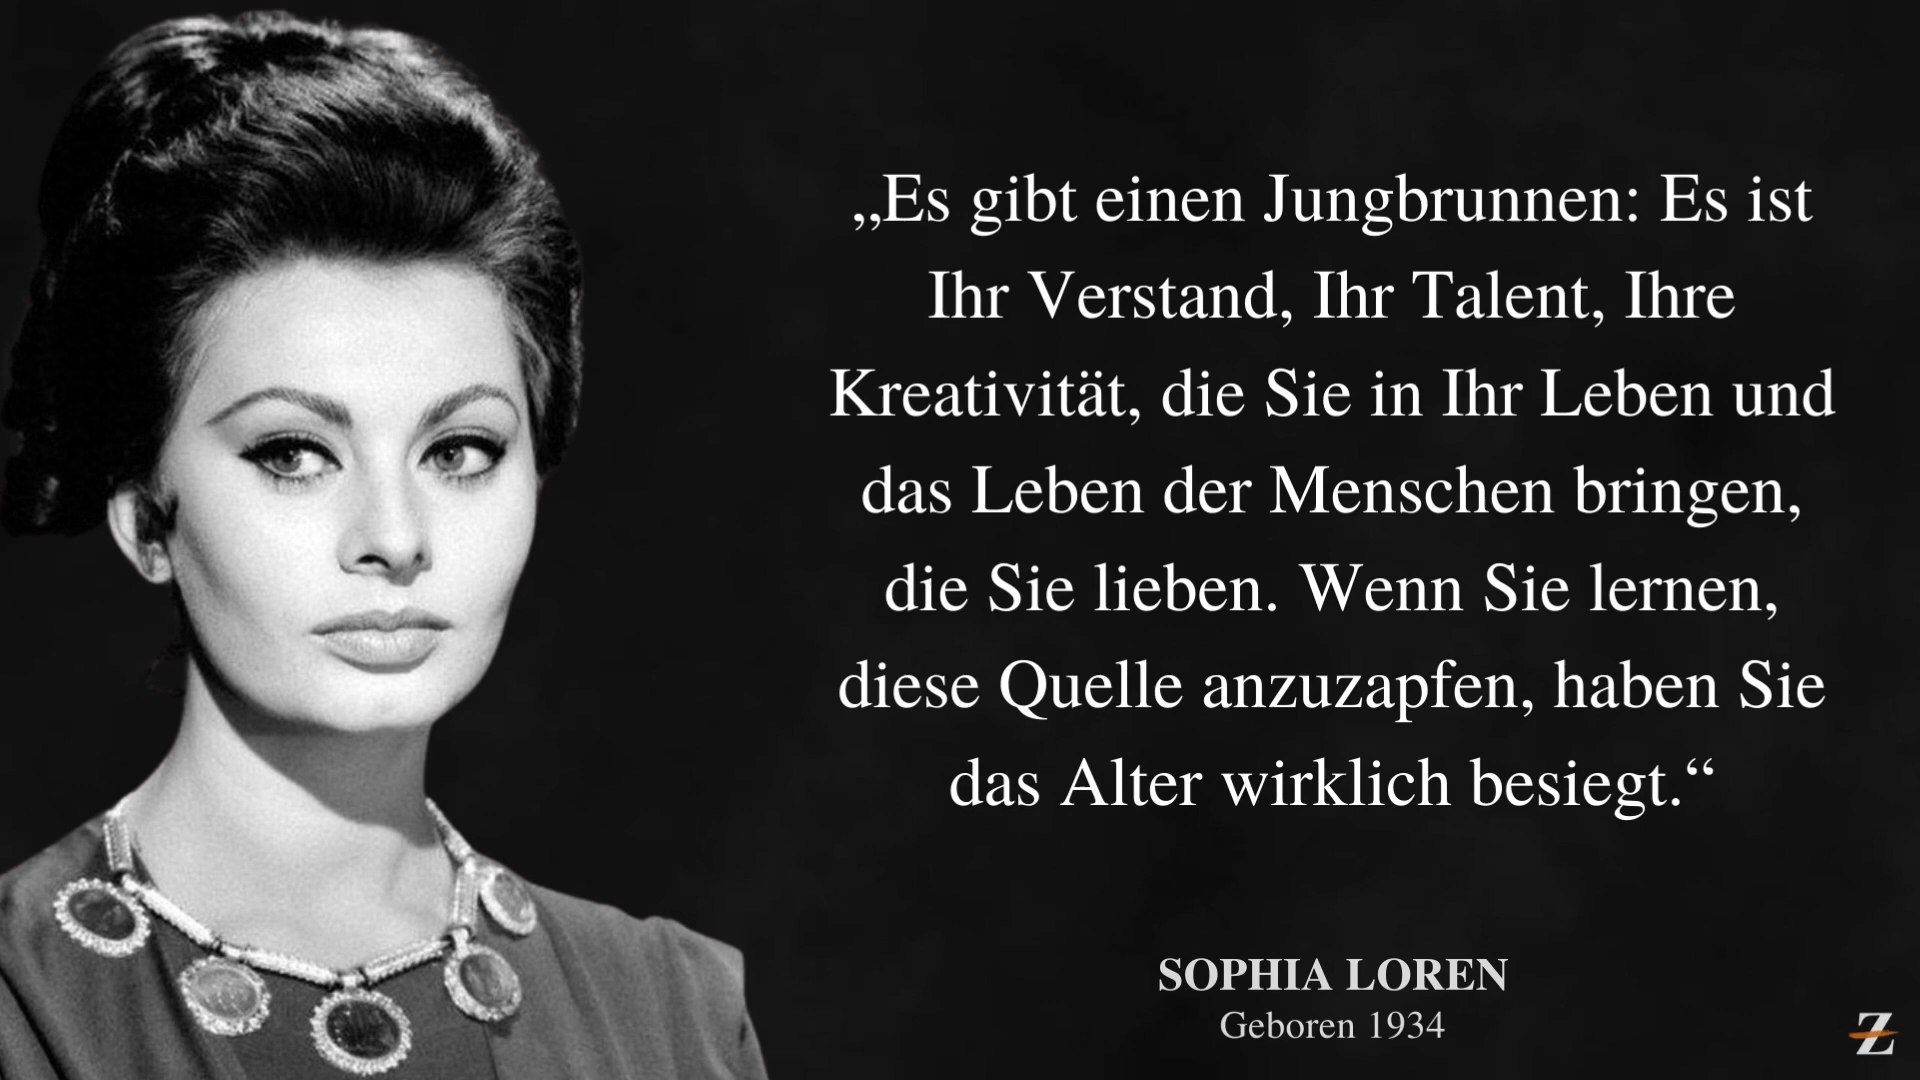 „Es gibt einen Jungbrunnen: Es ist
Ihr Verstand, Ihr Talent, Ihre
Kreativität, die Sie in Ihr Leben und
das Leben der Menschen bringen,
die Sie lieben. Wenn Sie lernen,
diese Quelle anzuzapfen, haben Sie
das Alter wirklich besiegt.“
SOPHIA LOREN
Geboren 1934
Z